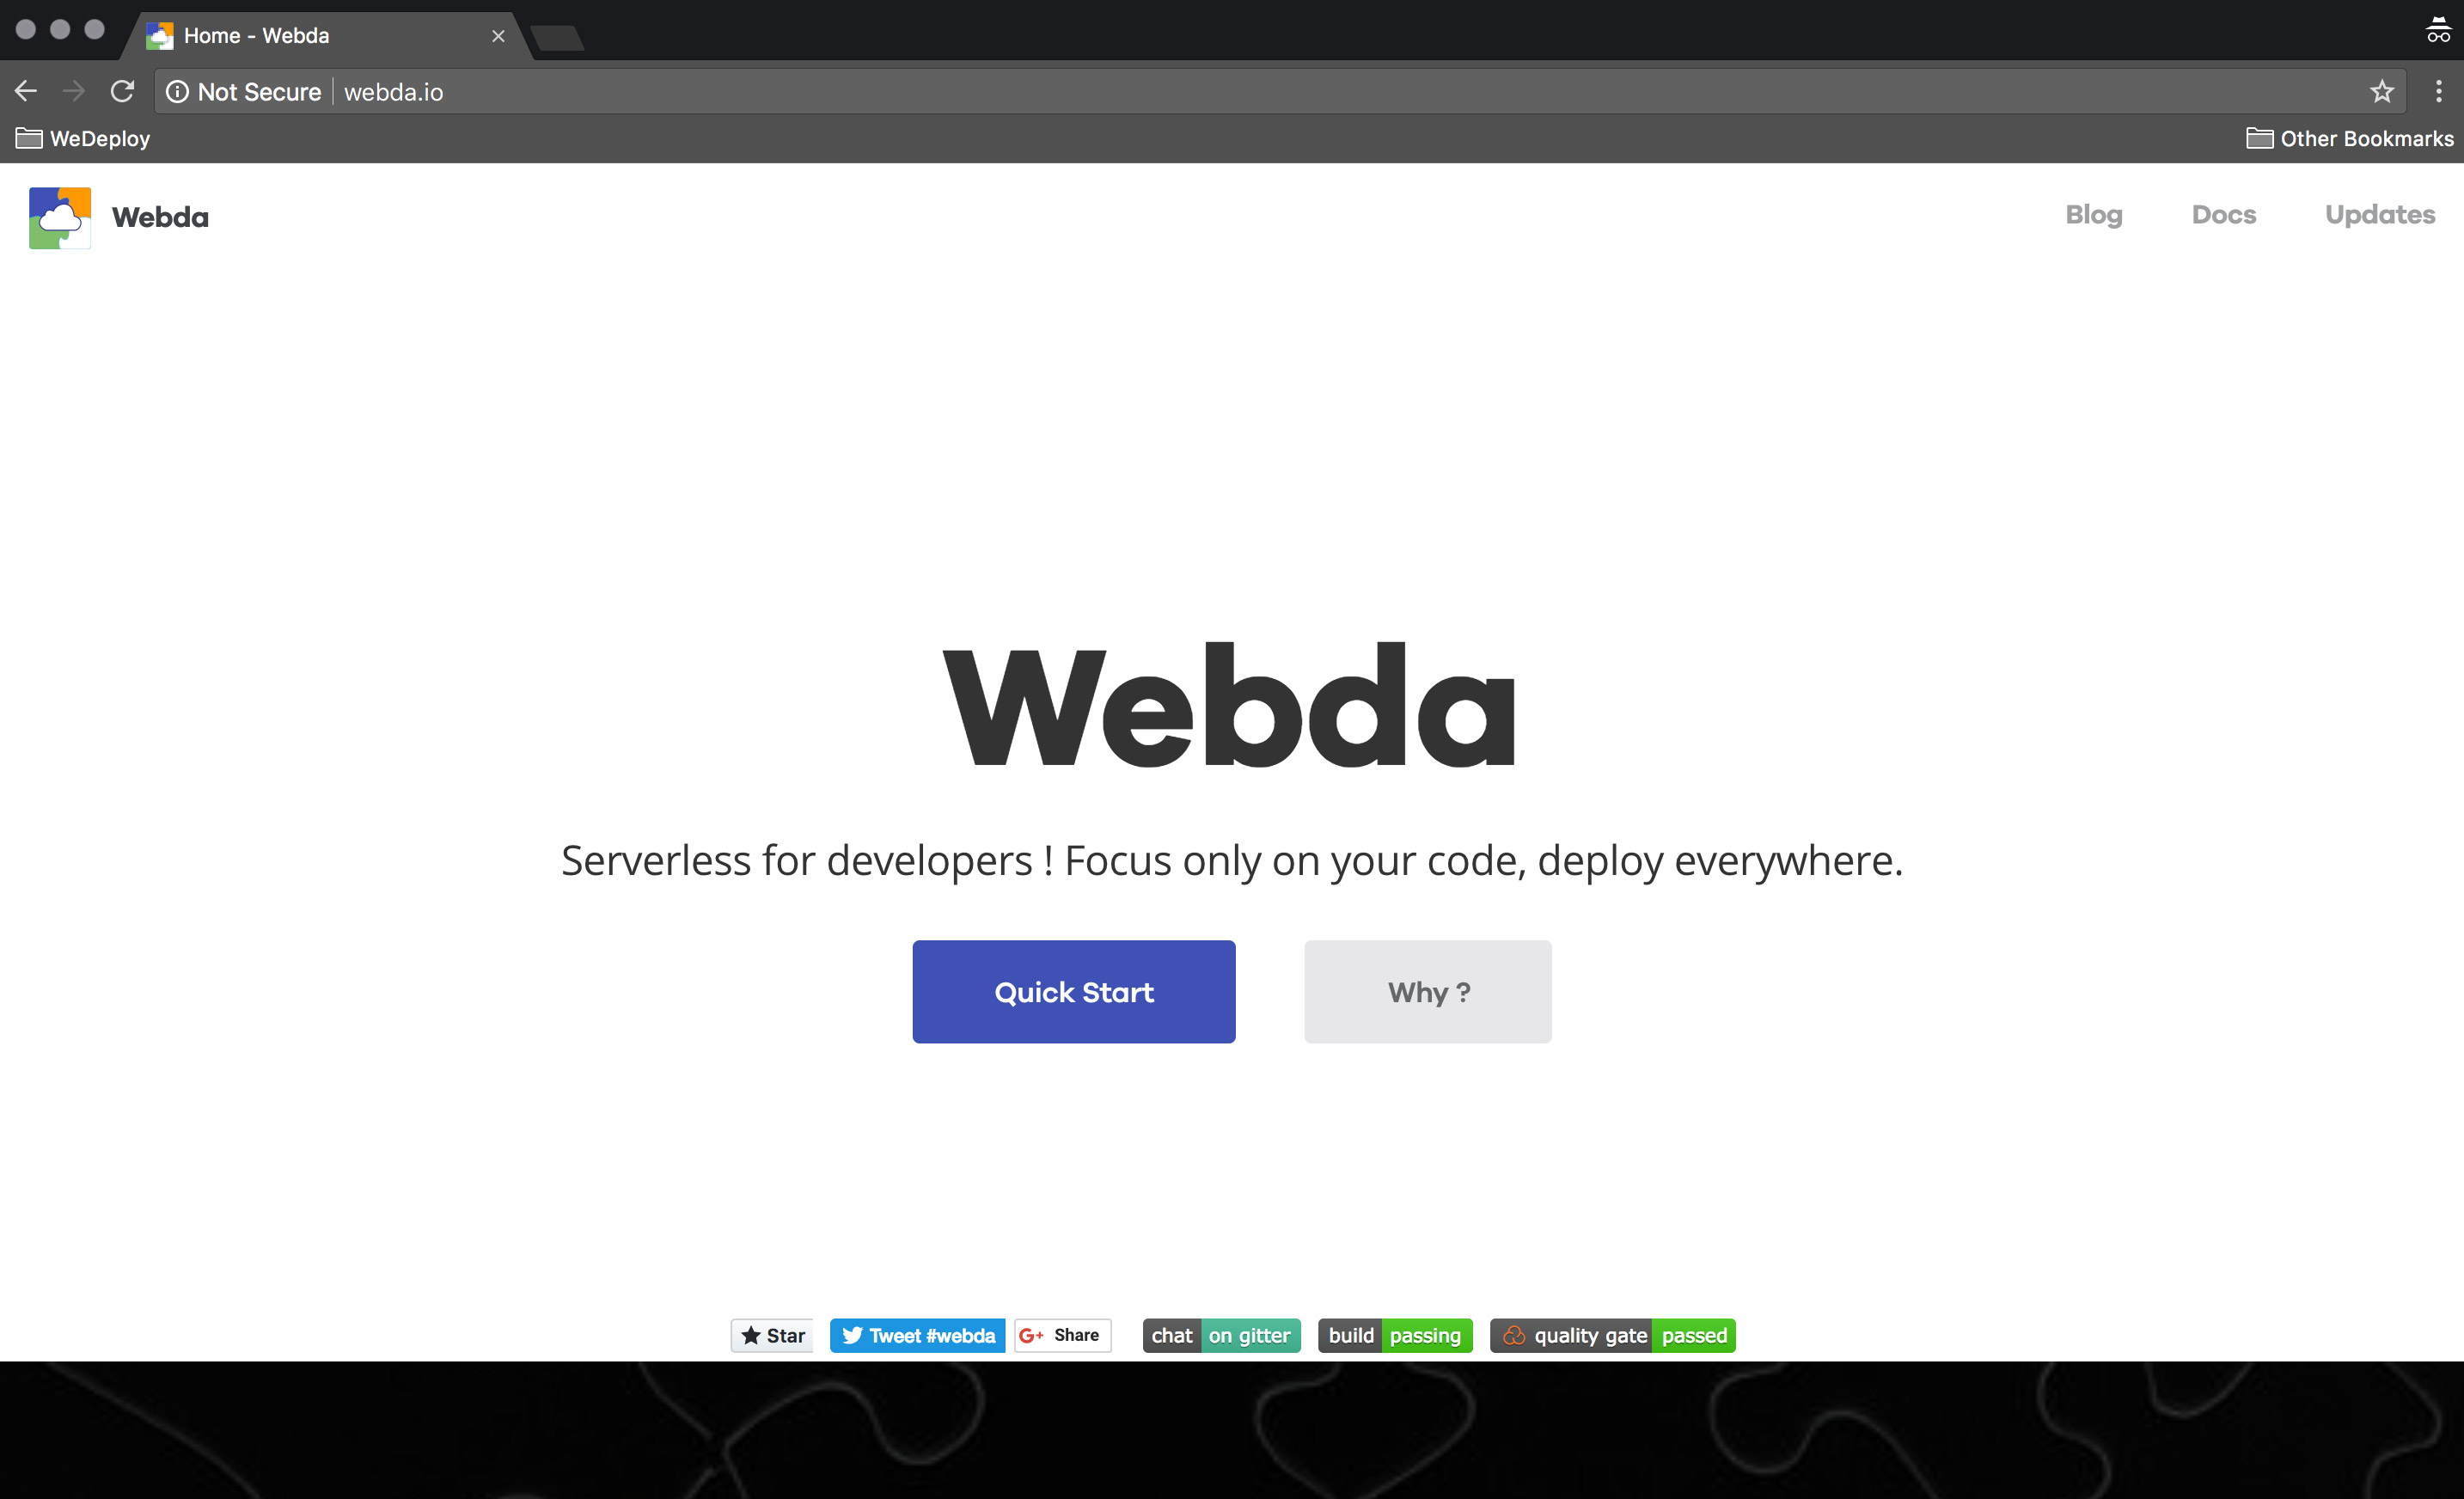 Home - Webda
Not Secure webda.io
WeDeploy Other Bookmarks
Webda Blog Docs Updates
Webda
Serverless for developers ! Focus only on your code, deploy everywhere.
Quick Start Why ?
Star Tweet #webda G+ Share chat on gitter build passing quality gate passed